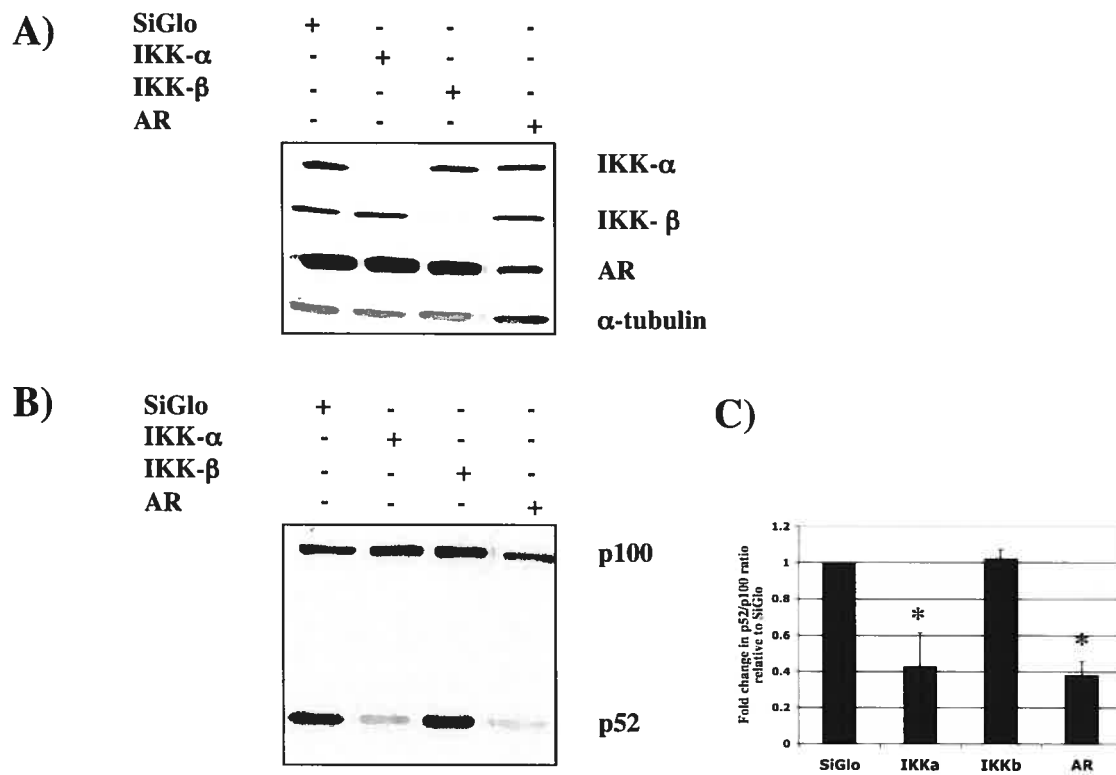 A)
SiGlo + - - -
IKK-α - + - -
IKK-β - - + -
AR - - - +
IKK-α
IKK- β
AR
α-tubulin
B)
SiGlo + - - -
IKK-α - + - -
IKK-β - - + -
AR - - - +
p100
p52
C)
Fold change in p52/p100 ratio
relative to SiGlo
1.2
1
0.8
0.6
0.4
0.2
0
*
*
SiGlo IKKa IKKb AR